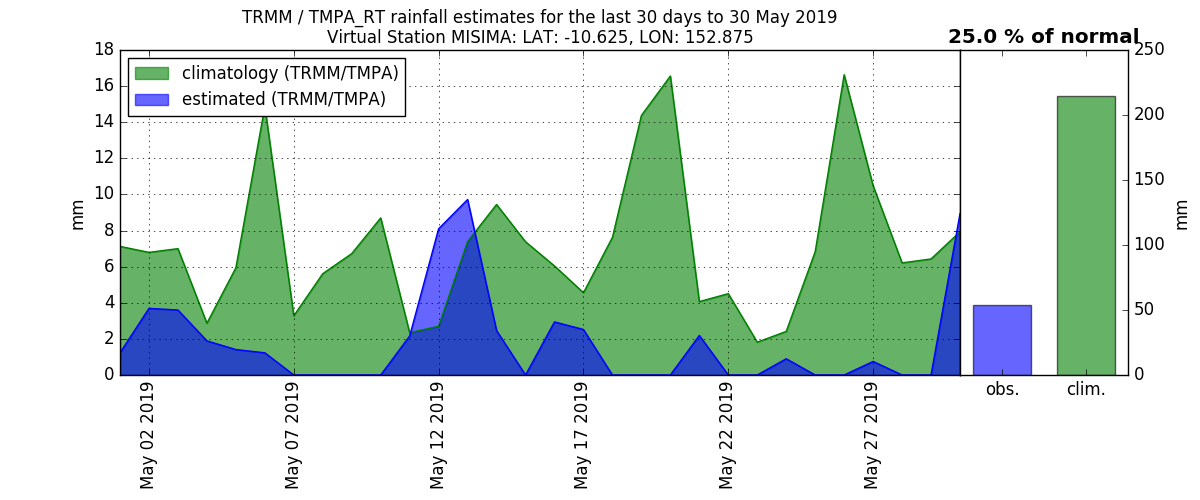 TRMM / TMPA_RT rainfall estimates for the last 30 days to 30 May 2019
Virtual Station MISIMA: LAT: -10.625, LON: 152.875
25.0 % of normal
climatology (TRMM/TMPA)
estimated (TRMM/TMPA)
18
16
14
12
10
8
6
4
2
0
mm
May 02 2019
May 07 2019
May 12 2019
May 17 2019
May 22 2019
May 27 2019
obs.
clim.
250
200
150
100
50
0
mm